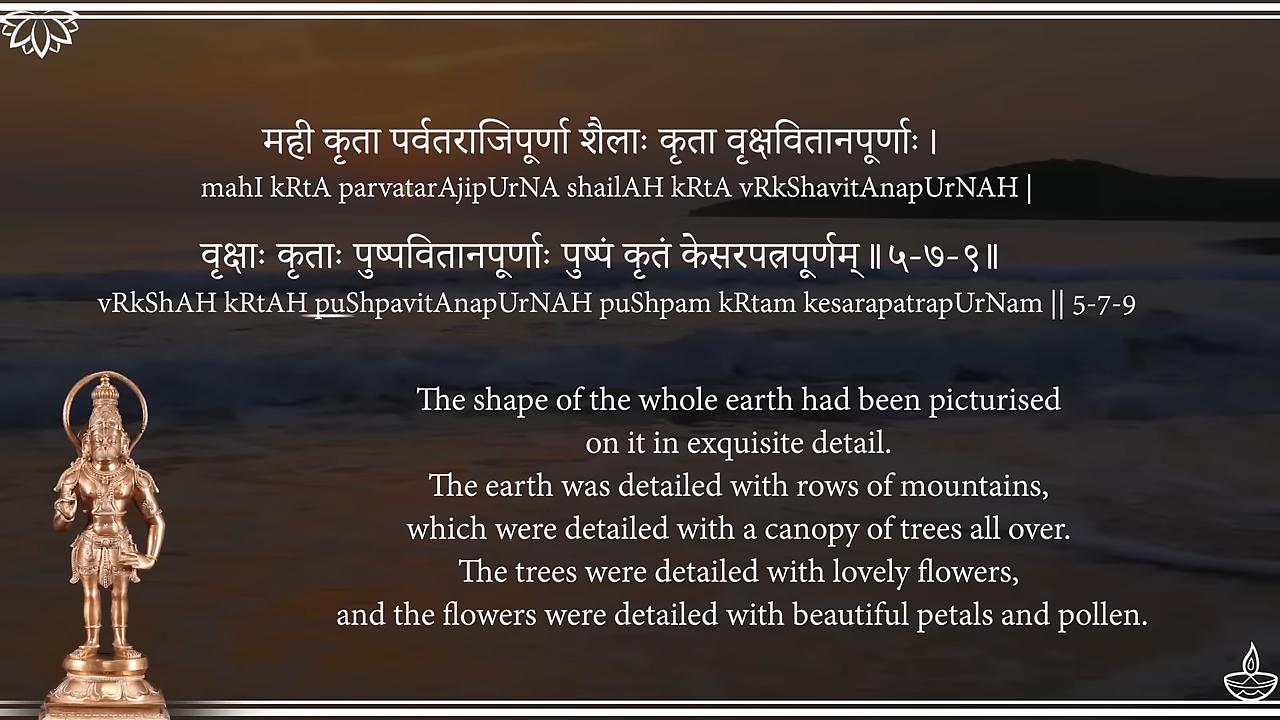 मही कृता पर्वतराजिपूर्णा शैलाः कृता वृक्षवितानपूर्णाः ।
mahI kRtA parvatarAjipUrNA shailAH kRtA vRkShavitAnapUrNAH |
वृक्षाः कृताः पुष्पवितानपूर्णाः पुष्पं कृतं केसरपत्रपूर्णम् ॥ ५-७-९॥
vRkShAH kRtAH puShpavitAnapUrNAH puShpam kRtam kesarapatrapUrNam || 5-7-9
The shape of the whole earth had been picturised
on it in exquisite detail.
The earth was detailed with rows of mountains,
which were detailed with a canopy of trees all over.
The trees were detailed with lovely flowers,
and the flowers were detailed with beautiful petals and pollen.